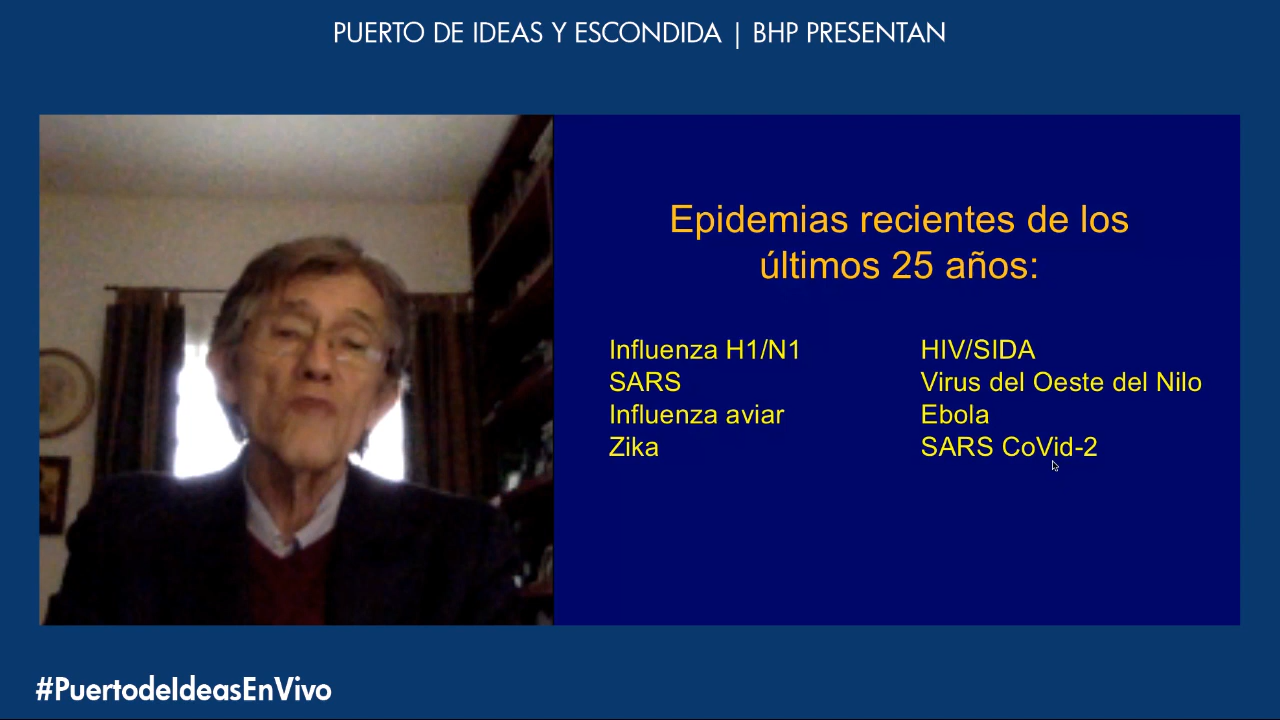 PUERTO DE IDEAS Y ESCONDIDA | BHP PRESENTAN
Epidemias recientes de los
últimos 25 años:
Influenza H1/N1
SARS
Influenza aviar
Zika
HIV/SIDA
Virus del Oeste del Nilo
Ebola
SARS CoVid-2
#PuertodeIdeasEnVivo